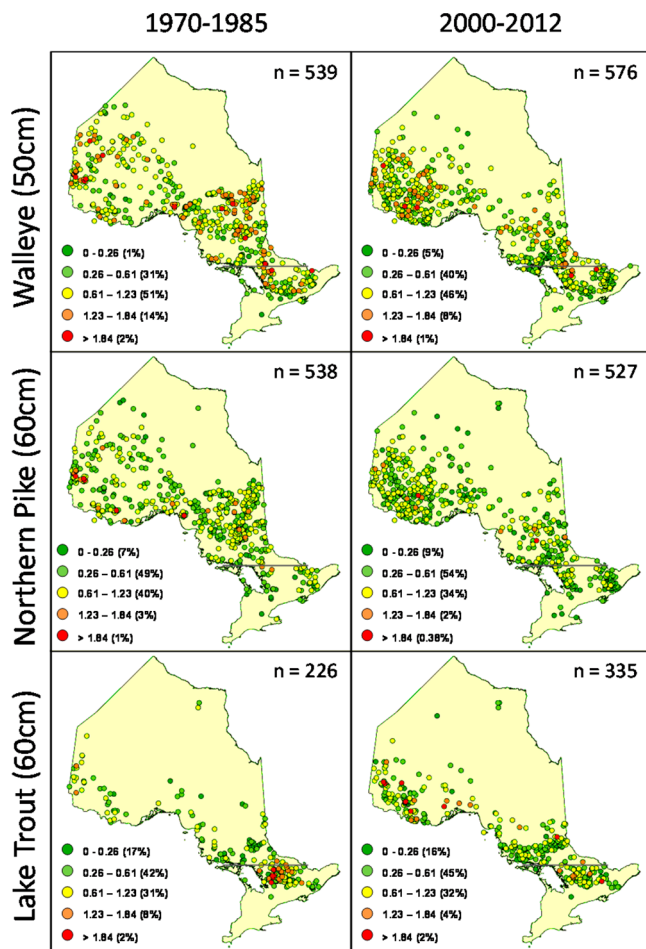 1970-1985
2000-2012
Walleye (50cm)
n = 539
0 - 0.26 (1%)
0.26 – 0.61 (31%)
0.61 – 1.23 (51%)
1.23 – 1.84 (14%)
> 1.84 (2%)
n = 576
0 - 0.26 (5%)
0.26 – 0.61 (40%)
0.61 – 1.23 (46%)
1.23 – 1.84 (8%)
> 1.84 (1%)
Northern Pike (60cm)
n = 538
0 - 0.26 (7%)
0.26 – 0.61 (49%)
0.61 – 1.23 (40%)
1.23 – 1.84 (3%)
> 1.84 (1%)
n = 527
0 - 0.26 (9%)
0.26 – 0.61 (54%)
0.61 – 1.23 (34%)
1.23 – 1.84 (2%)
> 1.84 (0.38%)
Lake Trout (60cm)
n = 226
0 - 0.26 (17%)
0.26 – 0.61 (42%)
0.61 – 1.23 (31%)
1.23 – 1.84 (8%)
> 1.84 (2%)
n = 335
0 - 0.26 (16%)
0.26 – 0.61 (45%)
0.61 – 1.23 (32%)
1.23 – 1.84 (4%)
> 1.84 (2%)